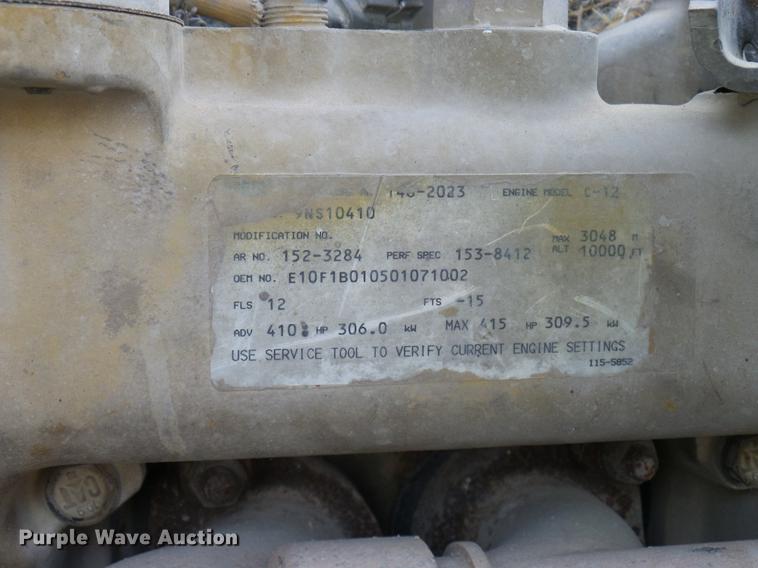 146-2023 ENGINE MODEL C-12
9NS10410
MODIFICATION NO.
AR NO. 152-3284 PERF SPEC 153-8412 MAX ALT 3048 M 10000 FT
OEM NO. E10F1B010501071002
FLS 12 FTS -15
ADV 410 HP 306.0 kW MAX 415 HP 309.5 kW
USE SERVICE TOOL TO VERIFY CURRENT ENGINE SETTINGS
115-5852
CAT
Purple Wave Auction